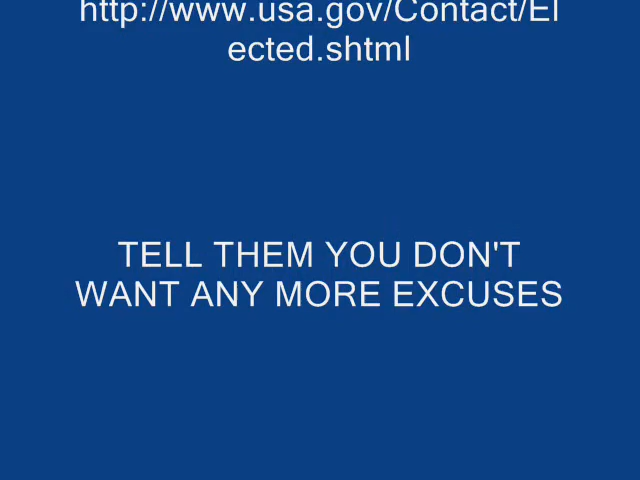 http://www.usa.gov/Contact/El
ected.shtml
TELL THEM YOU DON'T
WANT ANY MORE EXCUSES